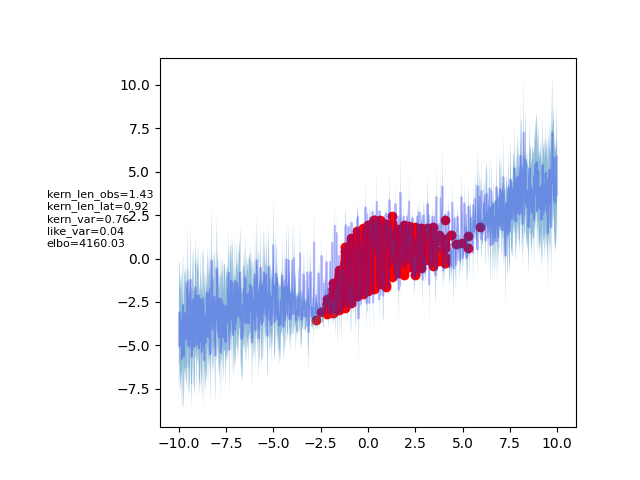 10.0
7.5
5.0
2.5
0.0
−2.5
−5.0
−7.5
kern_len_obs=1.43
kern_len_lat=0.92
kern_var=0.76
like_var=0.04
elbo=4160.03
−10.0 −7.5 −5.0 −2.5 0.0 2.5 5.0 7.5 10.0